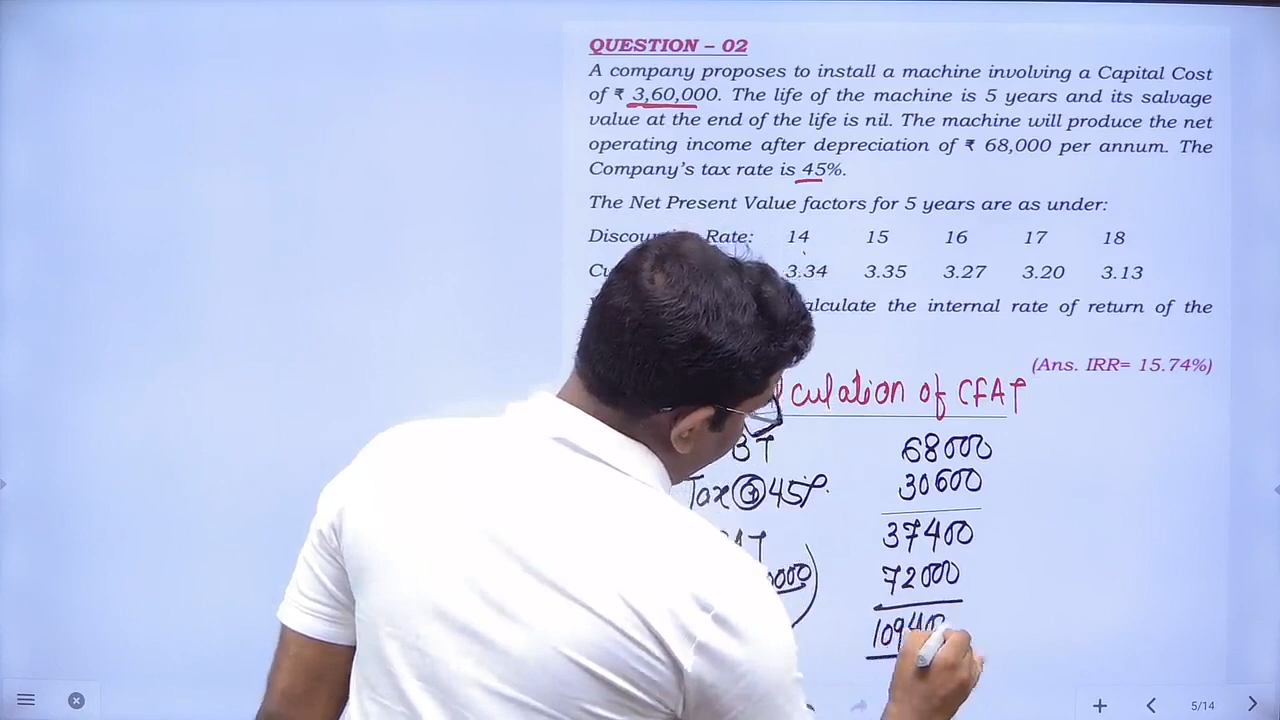 QUESTION – 02
A company proposes to install a machine involving a Capital Cost
of ₹ 3,60,000. The life of the machine is 5 years and its salvage
value at the end of the life is nil. The machine will produce the net
operating income after depreciation of ₹ 68,000 per annum. The
Company's tax rate is 45%.
The Net Present Value factors for 5 years are as under:
Rate: 14 15 16 17 18
3.34 3.35 3.27 3.20 3.13
calculate the internal rate of return of the
(Ans. IRR= 15.74%)
of CFAT
68000
Tax @ 45% 30600
37400
72000
5/14